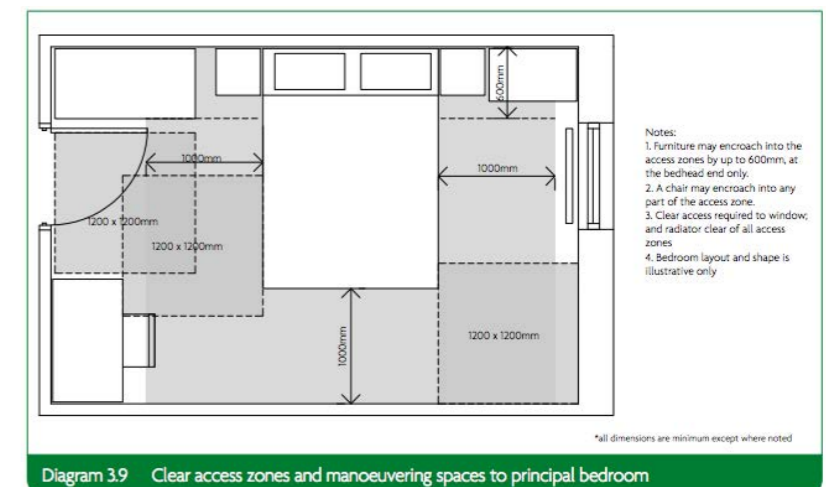 600mm
1000mm
1000mm
1200 x 1200mm
1200 x 1200mm
1000mm
1200 x 1200mm
Notes:
1. Furniture may encroach into the
access zones by up to 600mm, at
the bedhead end only.
2. A chair may encroach into any
part of the access zone.
3. Clear access required to window;
and radiator clear of all access
zones
4. Bedroom layout and shape is
illustrative only
*all dimensions are minimum except where noted
Diagram 3.9 Clear access zones and manoeuvering spaces to principal bedroom